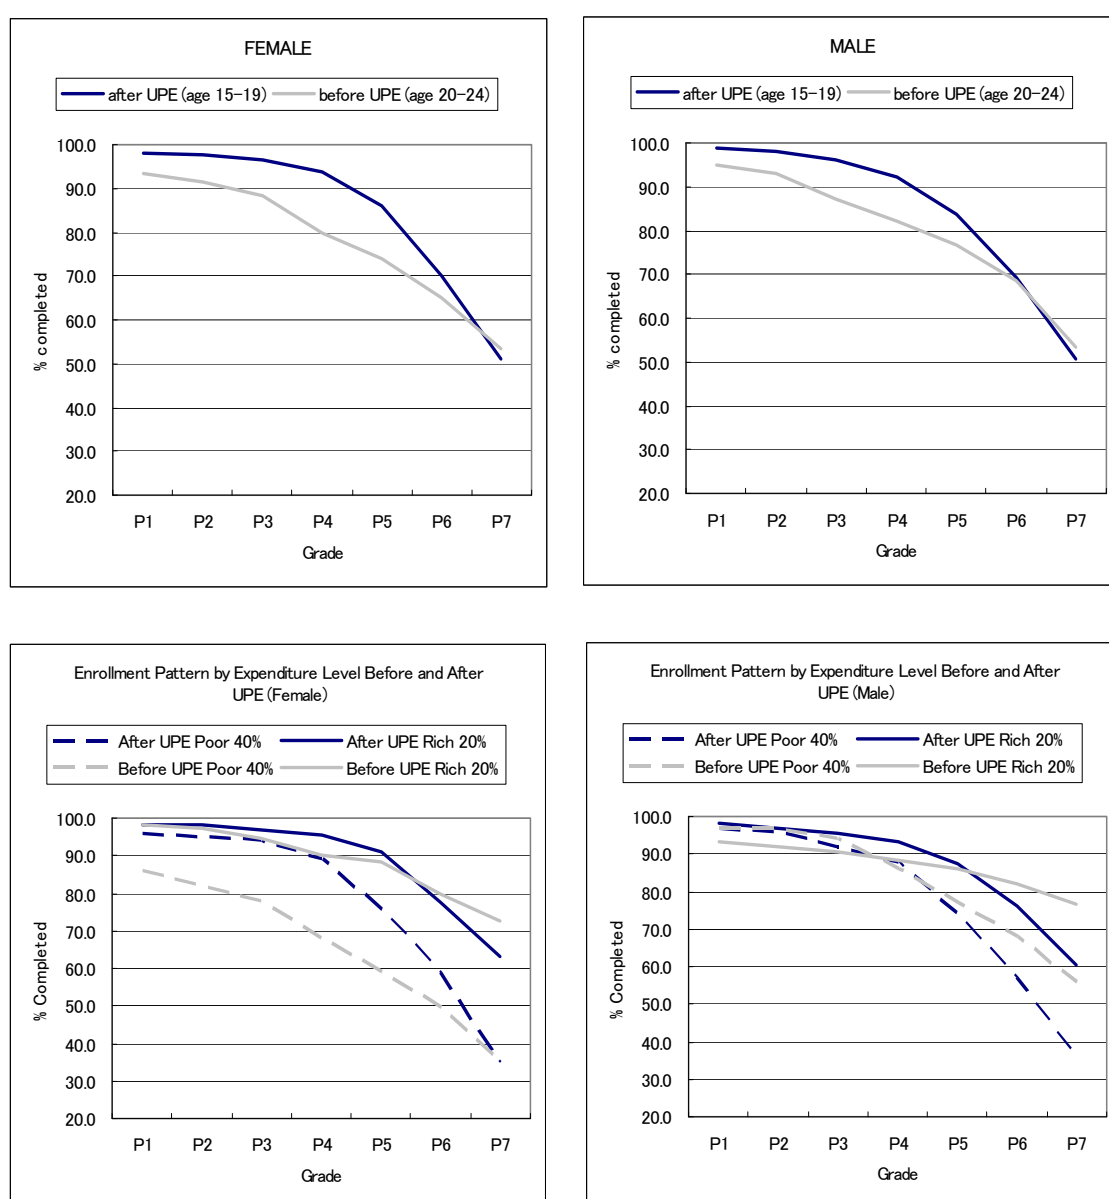 FEMALE
after UPE (age 15-19) before UPE (age 20-24)
100.0
90.0
80.0
70.0
60.0
50.0
40.0
30.0
20.0
% completed
P1 P2 P3 P4 P5 P6 P7
Grade
MALE
after UPE (age 15-19) before UPE (age 20-24)
100.0
90.0
80.0
70.0
60.0
50.0
40.0
30.0
20.0
% completed
P1 P2 P3 P4 P5 P6 P7
Grade
Enrollment Pattern by Expenditure Level Before and After
UPE (Female)
After UPE Poor 40% After UPE Rich 20%
Before UPE Poor 40% Before UPE Rich 20%
100.0
90.0
80.0
70.0
60.0
50.0
40.0
30.0
20.0
% Completed
P1 P2 P3 P4 P5 P6 P7
Grade
Enrollment Pattern by Expenditure Level Before and After
UPE (Male)
After UPE Poor 40% After UPE Rich 20%
Before UPE Poor 40% Before UPE Rich 20%
100.0
90.0
80.0
70.0
60.0
50.0
40.0
30.0
20.0
% Completed
P1 P2 P3 P4 P5 P6 P7
Grade